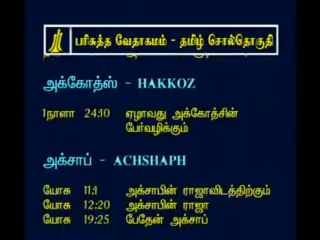 பரிசுத்த வேதாகமம் - தமிழ் சொல்தொகுதி
அக்கோத்ஸ் - HAKKOZ
1நாளா 24:10 ஏழாவது அக்கோத்சின்
பேர்வழிக்கும்
அக்சாப் - ACHSHAPH
யோசு 11:1 அக்சாபின் ராஜாவிடத்திற்கும்
யோசு 12:20 அக்சாபின் ராஜா
யோசு 19:25 பேதேன் அக்சாப்